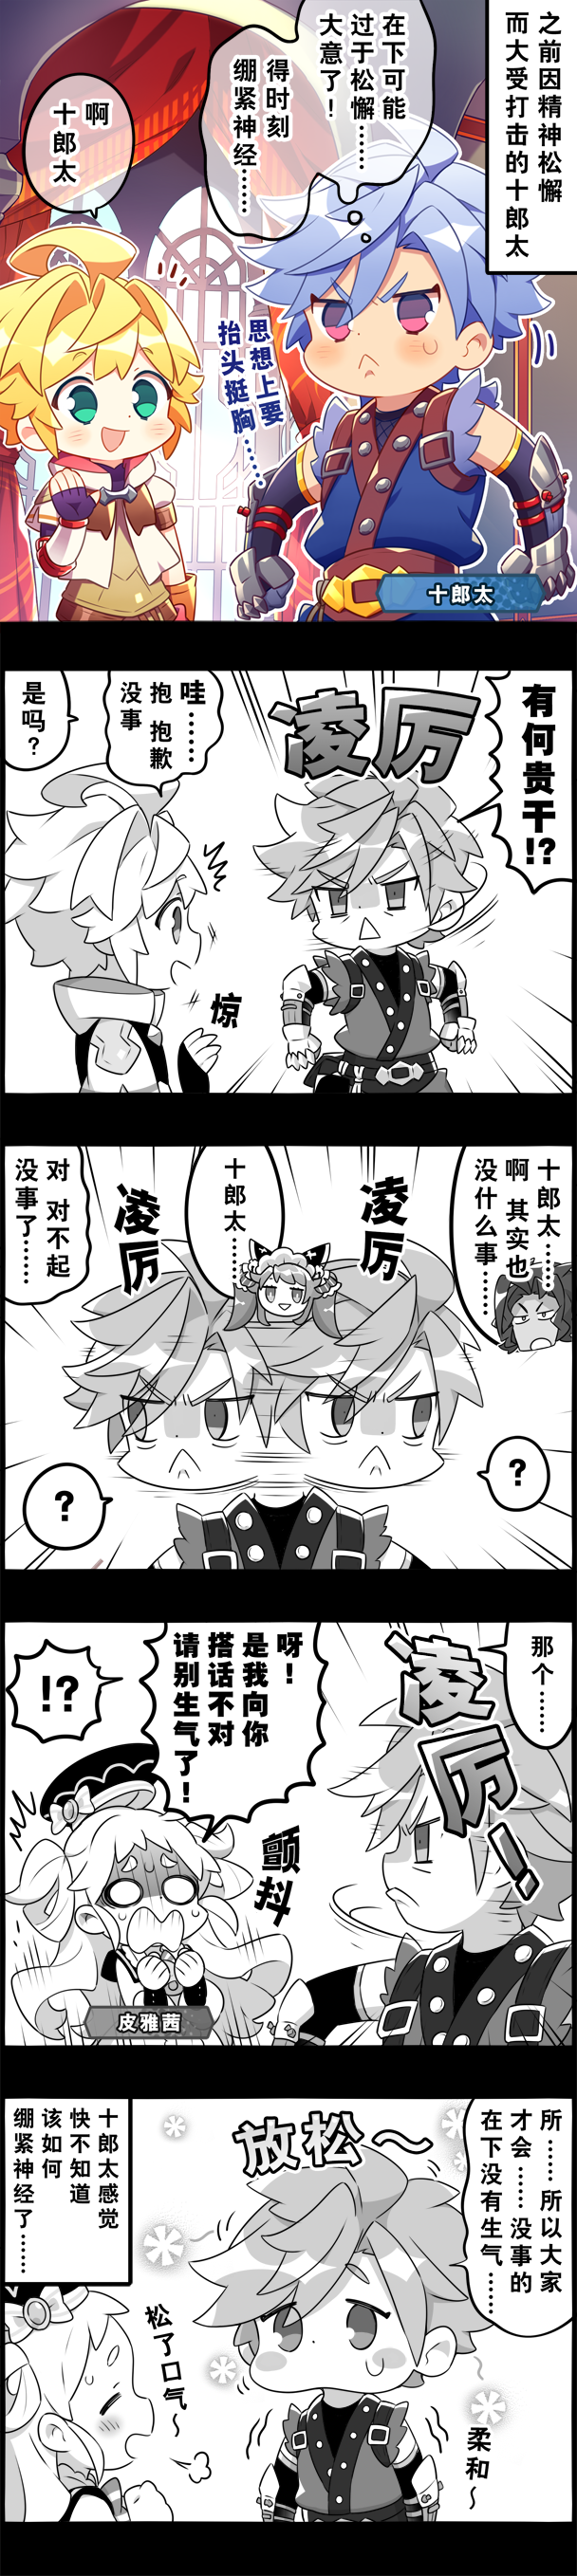 之前因精神松懈
而大受打击的十郎太
在下可能
过于松懈……
大意了！
得时刻
绷紧神经……
啊
十郎太
思想上要
抬头挺胸……
十郎太
有何贵干!?
凌厉
哇……
抱 抱歉
没事
是吗？
惊
十郎太……
啊 其实也
没什么事……
凌厉
十郎太……
凌厉
对 对不起
没事了……
？
？
那个……
凌厉！
呀！
是我向你
搭话不对
请别生气了！
!?
颤抖
皮雅茜
所……所以大家
才会……没事的
在下没有生气……
放松～
柔和～
松了口气～
十郎太感觉
快不知道
该如何
绷紧神经了……